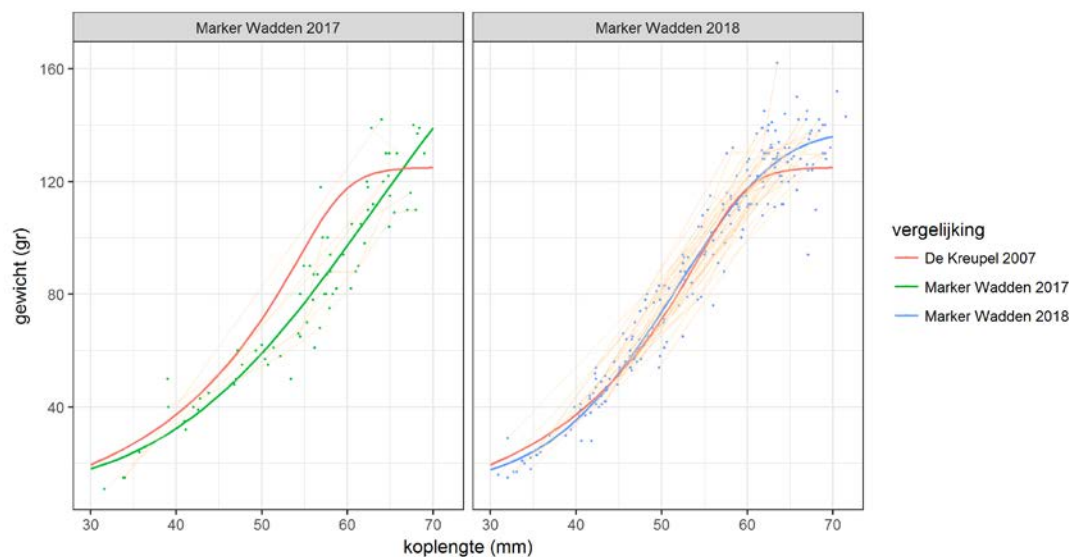 Marker Wadden 2017
Marker Wadden 2018
160
120
80
40
gewicht (gr)
30 40 50 60 70
30 40 50 60 70
koplengte (mm)
vergelijking
De Kreupel 2007
Marker Wadden 2017
Marker Wadden 2018